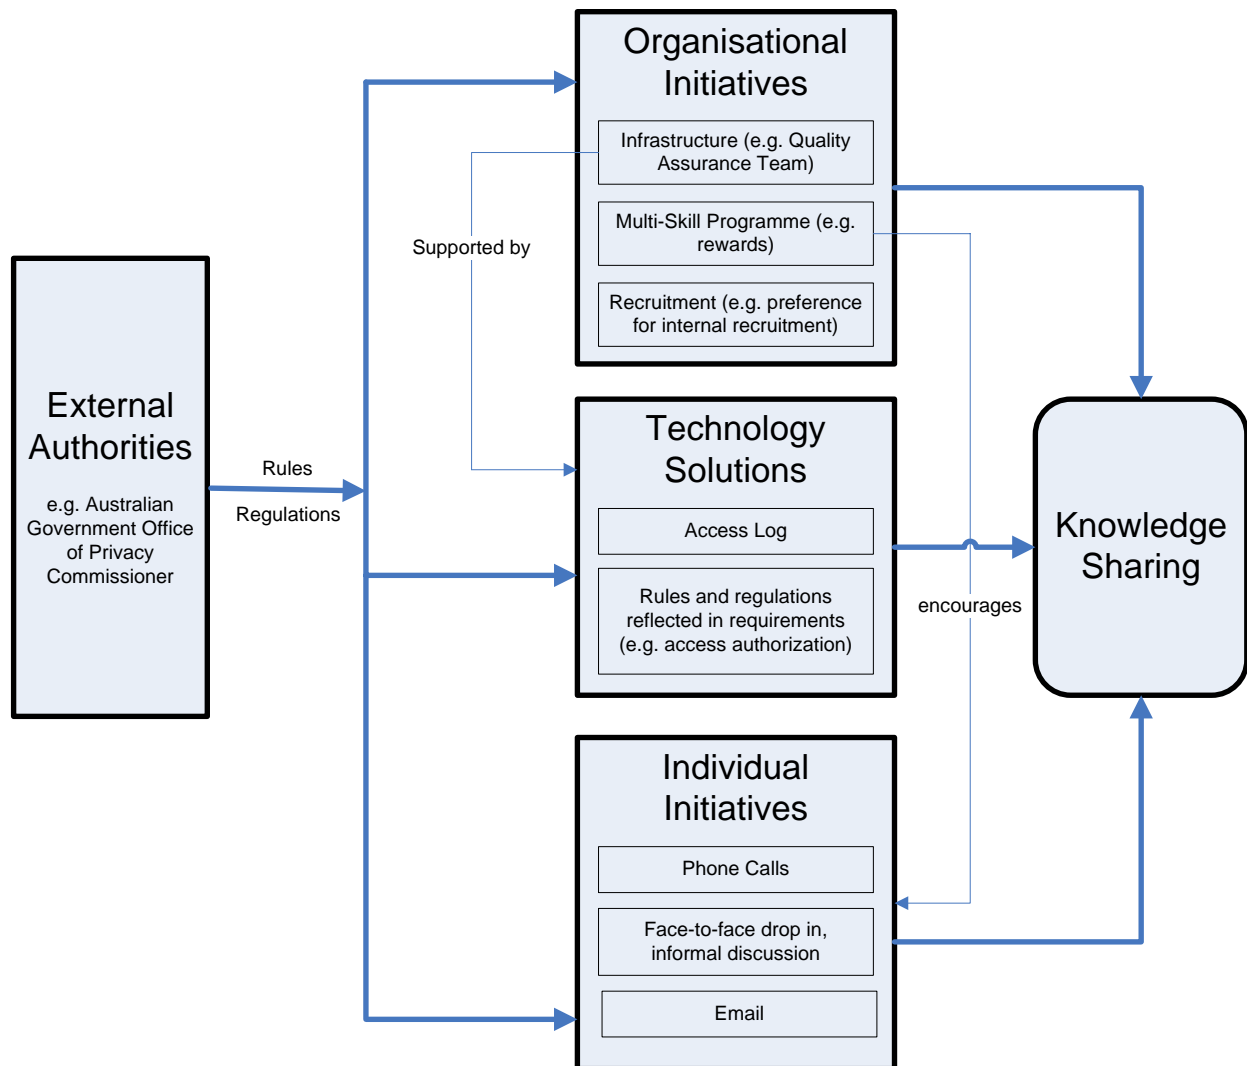 External
Authorities
e.g. Australian
Government Office
of Privacy
Commissioner
Rules
Regulations
Supported by
Organisational
Initiatives
Infrastructure (e.g. Quality
Assurance Team)
Multi-Skill Programme (e.g.
rewards)
Recruitment (e.g. preference
for internal recruitment)
Technology
Solutions
Access Log
Rules and regulations
reflected in requirements
(e.g. access authorization)
Individual
Initiatives
Phone Calls
Face-to-face drop in,
informal discussion
Email
encourages
Knowledge
Sharing